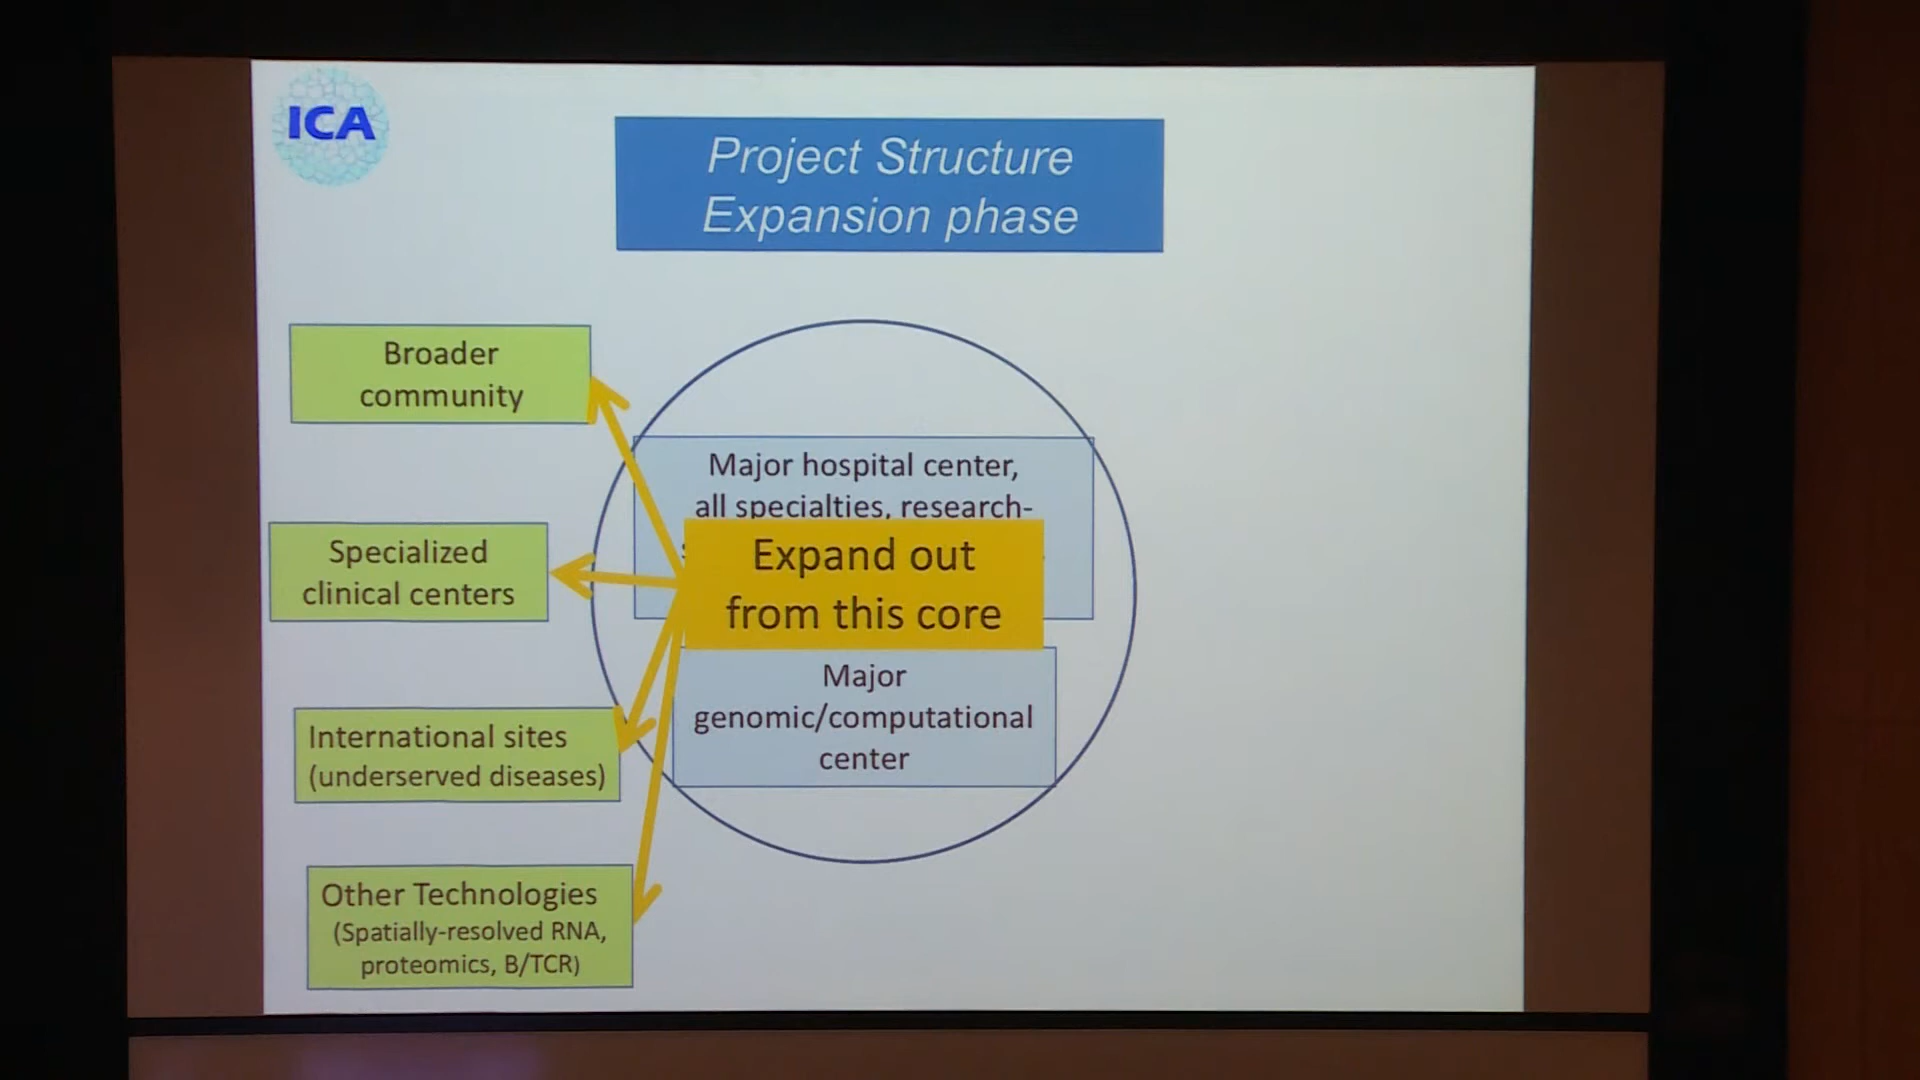 ICA
Project Structure
Expansion phase
Broader
community
Major hospital center,
all specialties, research-
Expand out
from this core
Specialized
clinical centers
Major
genomic/computational
center
International sites
(underserved diseases)
Other Technologies
(Spatially-resolved RNA,
proteomics, B/TCR)